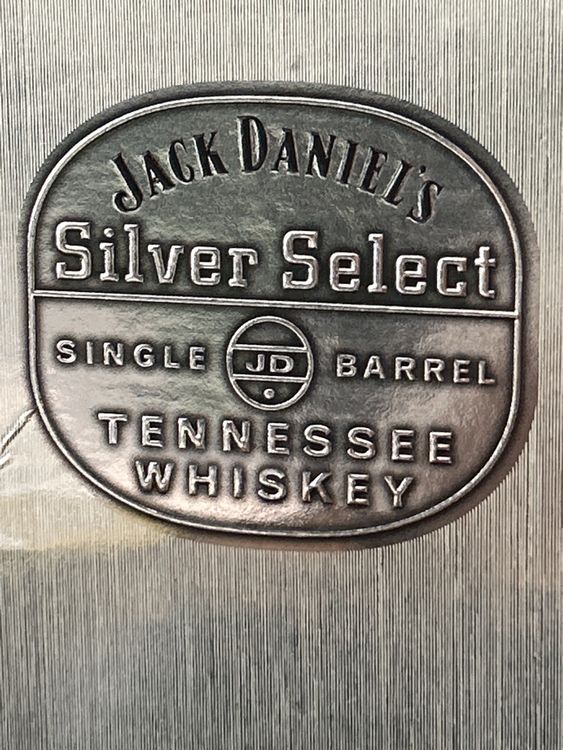 JACK DANIEL'S
Silver Select
SINGLE JD BARREL
TENNESSEE
WHISKEY